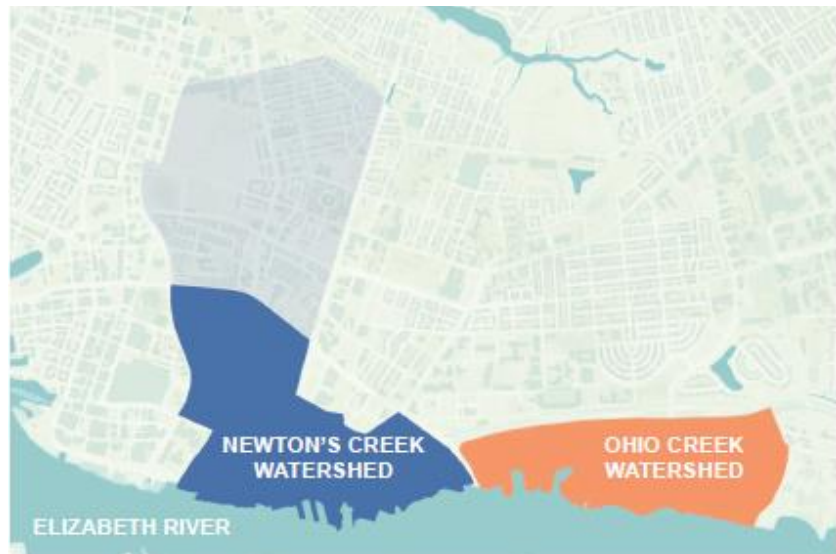 NEWTON'S CREEK
WATERSHED
OHIO CREEK
WATERSHED
ELIZABETH RIVER